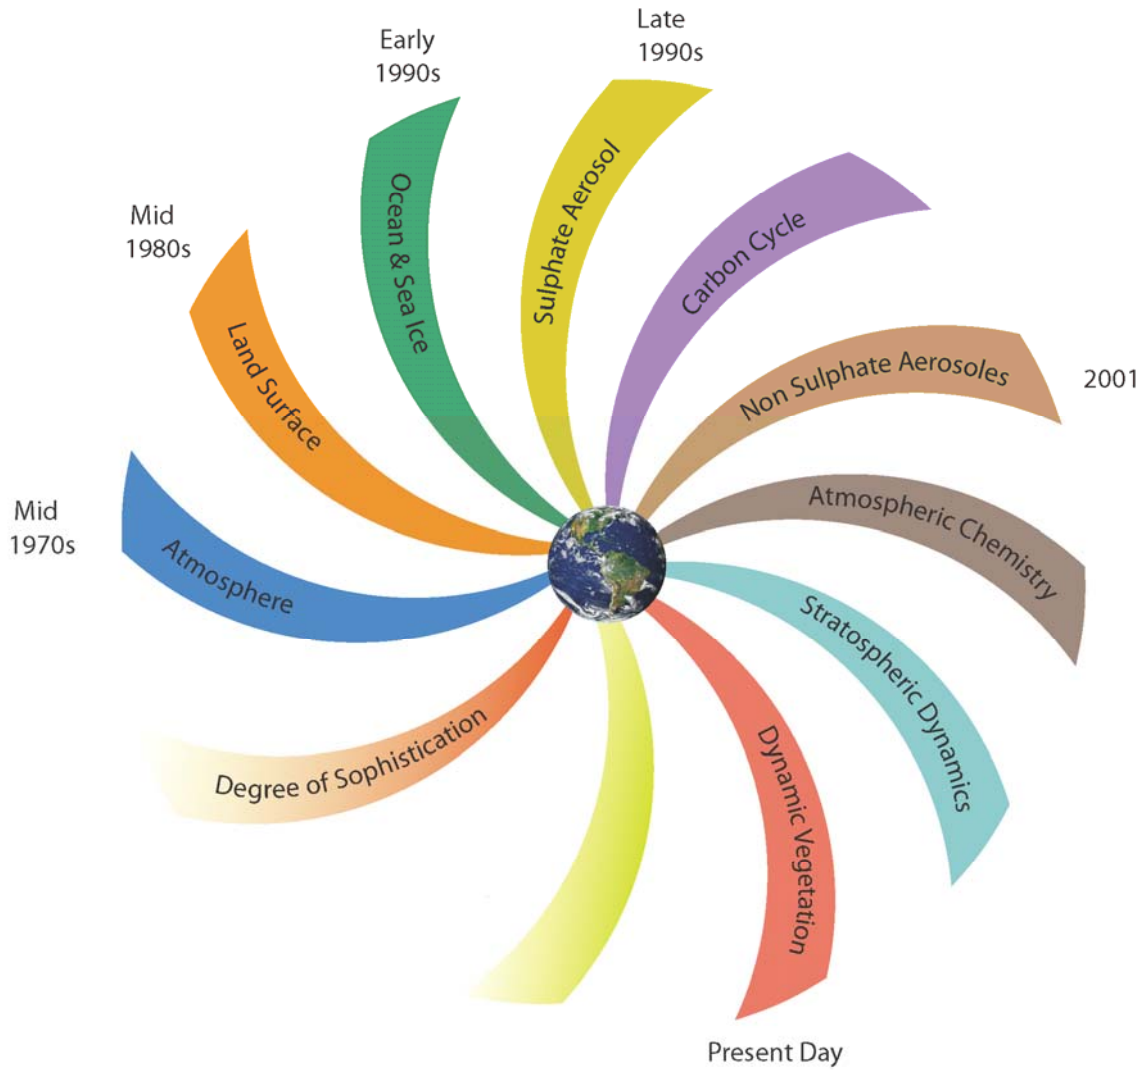 Late
1990s
Early
1990s
Mid
1980s
Mid
1970s
2001
Present Day
Atmosphere
Land Surface
Ocean & Sea Ice
Sulphate Aerosol
Carbon Cycle
Non Sulphate Aerosoles
Atmospheric Chemistry
Stratospheric Dynamics
Dynamic Vegetation
Degree of Sophistication